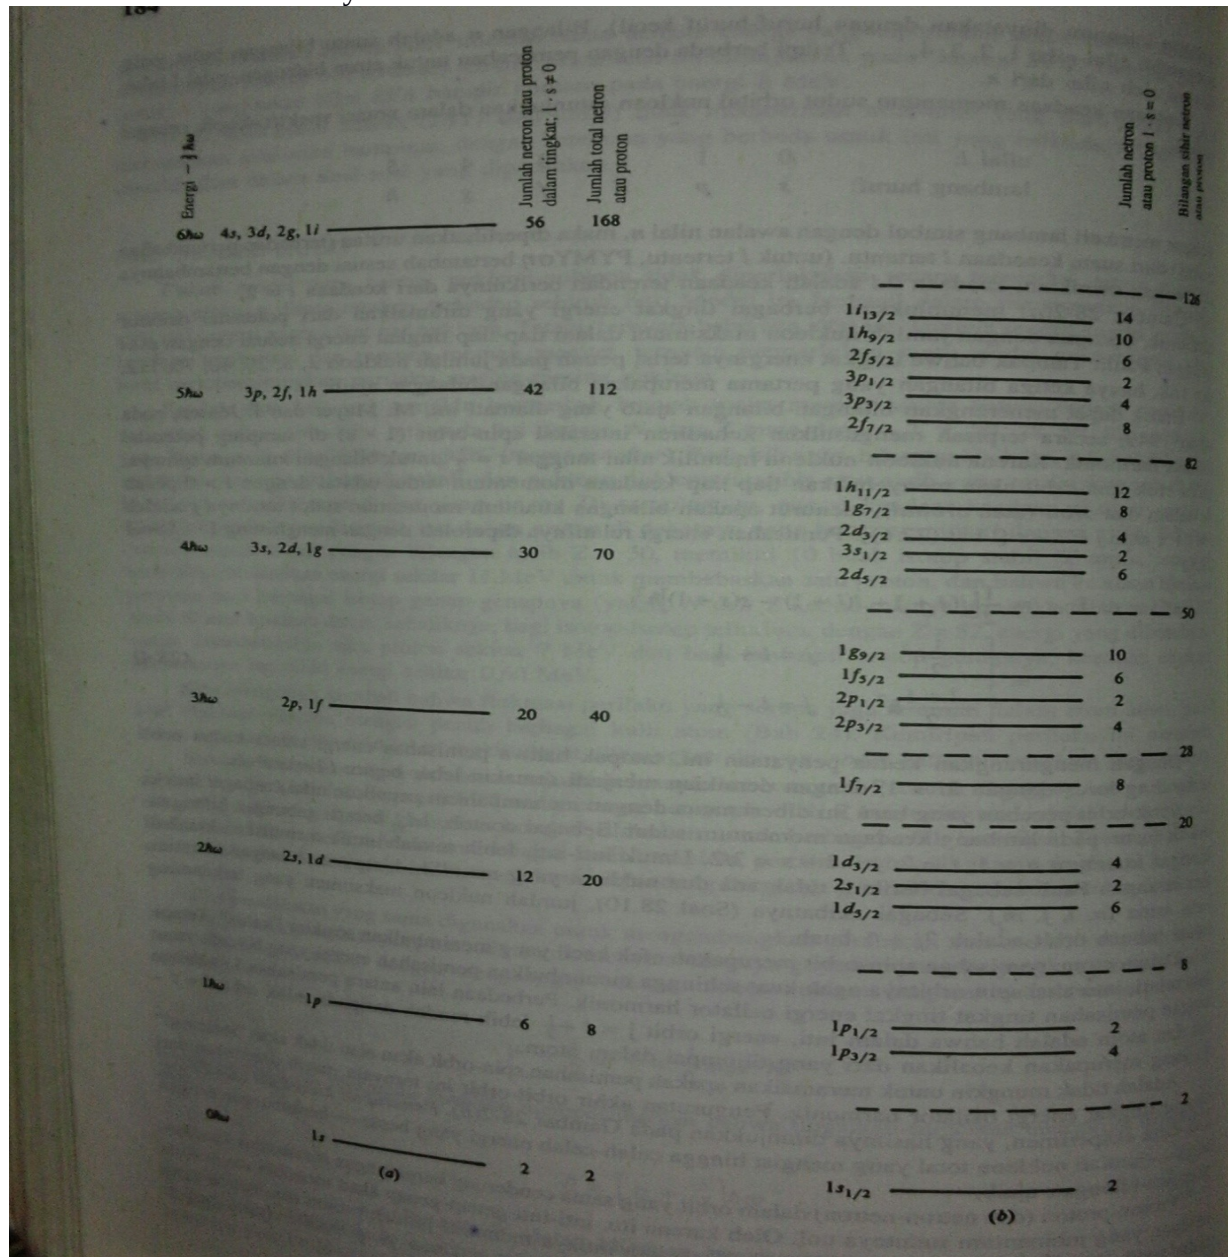 184
Energi − 3/2 ħω
Jumlah netron atau proton
dalam tingkat; l · s ≠ 0
Jumlah total netron
atau proton
Jumlah netron
atau proton l · s = 0
Bilangan sihir netron
atau proton
6ħω 4s, 3d, 2g, 1i 56 168
126
1i13/2 14
1h9/2 10
2f5/2 6
5ħω 3p, 2f, 1h 42 112
3p1/2 2
3p3/2 4
2f7/2 8
82
1h11/2 12
1g7/2 8
2d3/2 4
4ħω 3s, 2d, 1g 30 70
3s1/2 2
2d5/2 6
50
1g9/2 10
1f5/2 6
3ħω 2p, 1f 20 40
2p1/2 2
2p3/2 4
28
1f7/2 8
20
2ħω 2s, 1d 12 20
1d3/2 4
2s1/2 2
1d5/2 6
8
1ħω 1p 6 8
1p1/2 2
1p3/2 4
2
0ħω 1s 2 2
1s1/2 2
(a)
(b)